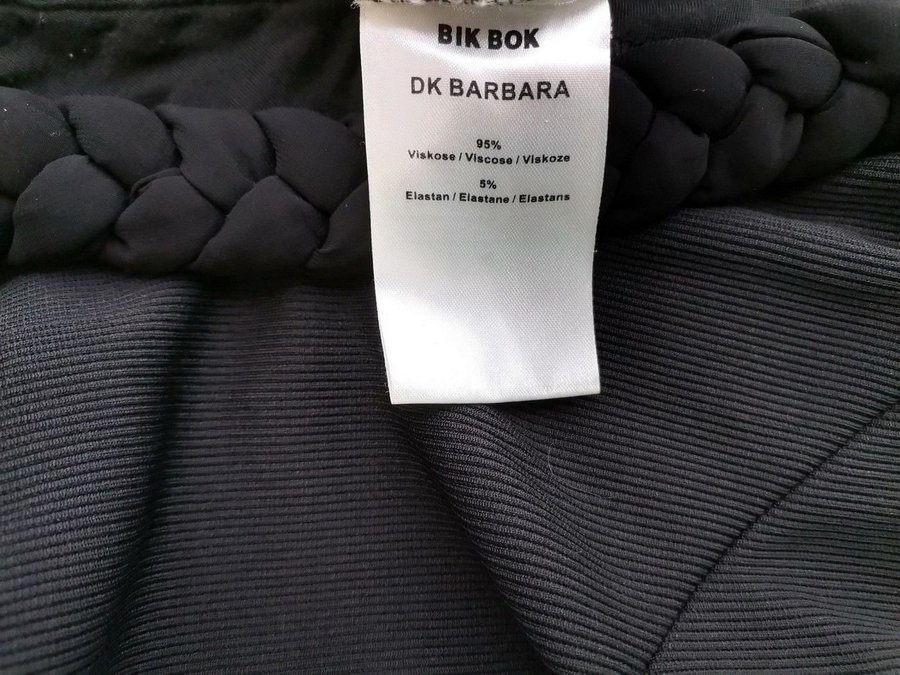 BIK BOK
DK BARBARA
95%
Viskose / Viscose / Viskoze
5%
Elastan / Elastane / Elastans